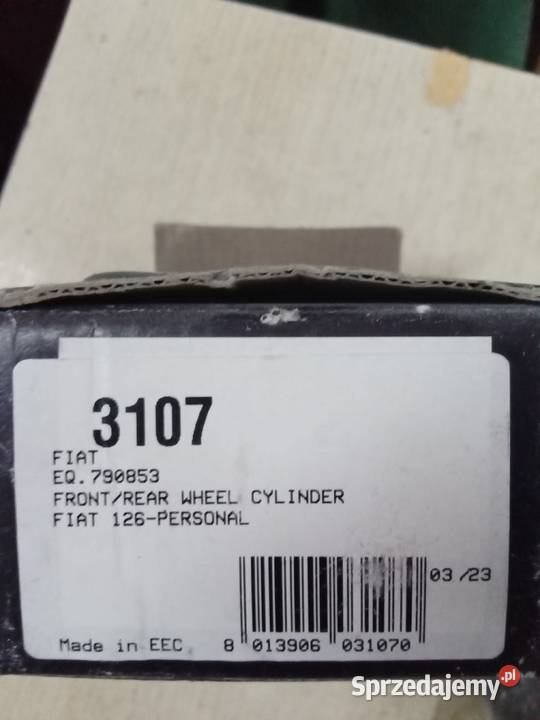 3107
FIAT
EQ.790853
FRONT/REAR WHEEL CYLINDER
FIAT 126-PERSONAL
03/23
Made in EEC
8 013906 031070
Sprzedajemy.pl